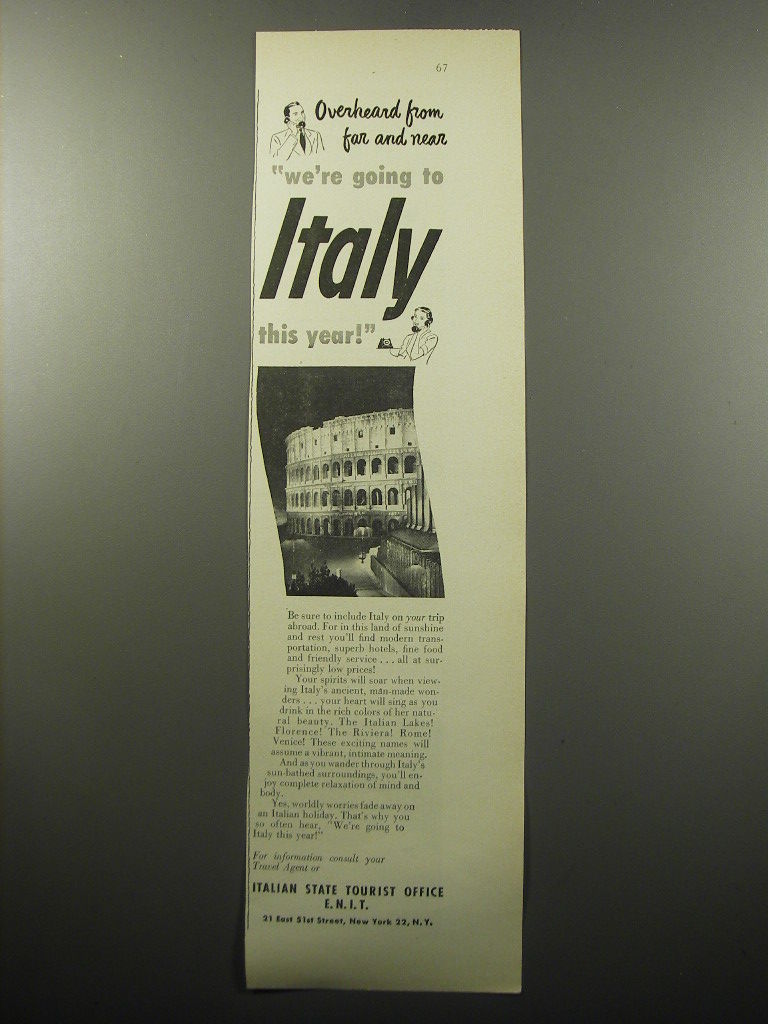 67
Overheard from
far and near
"we're going to
Italy
this year!"
Be sure to include Italy on your trip
abroad. For in this land of sunshine
and rest you'll find modern trans-
portation, superb hotels, fine food
and friendly service . . . all at sur-
prisingly low prices!
Your spirits will soar when view-
ing Italy's ancient, man-made won-
ders . . . your heart will sing as you
drink in the rich colors of her natu-
ral beauty. The Italian Lakes!
Florence! The Riviera! Rome!
Venice! These exciting names will
assume a vibrant, intimate meaning.
And as you wander through Italy's
sun-bathed surroundings, you'll en-
joy complete relaxation of mind and
body.
Yes, worldly worries fade away on
an Italian holiday. That's why you
so often hear, "We're going to
Italy this year!"
For information consult your
Travel Agent or
ITALIAN STATE TOURIST OFFICE
E.N.I.T.
21 East 51st Street, New York 22, N.Y.